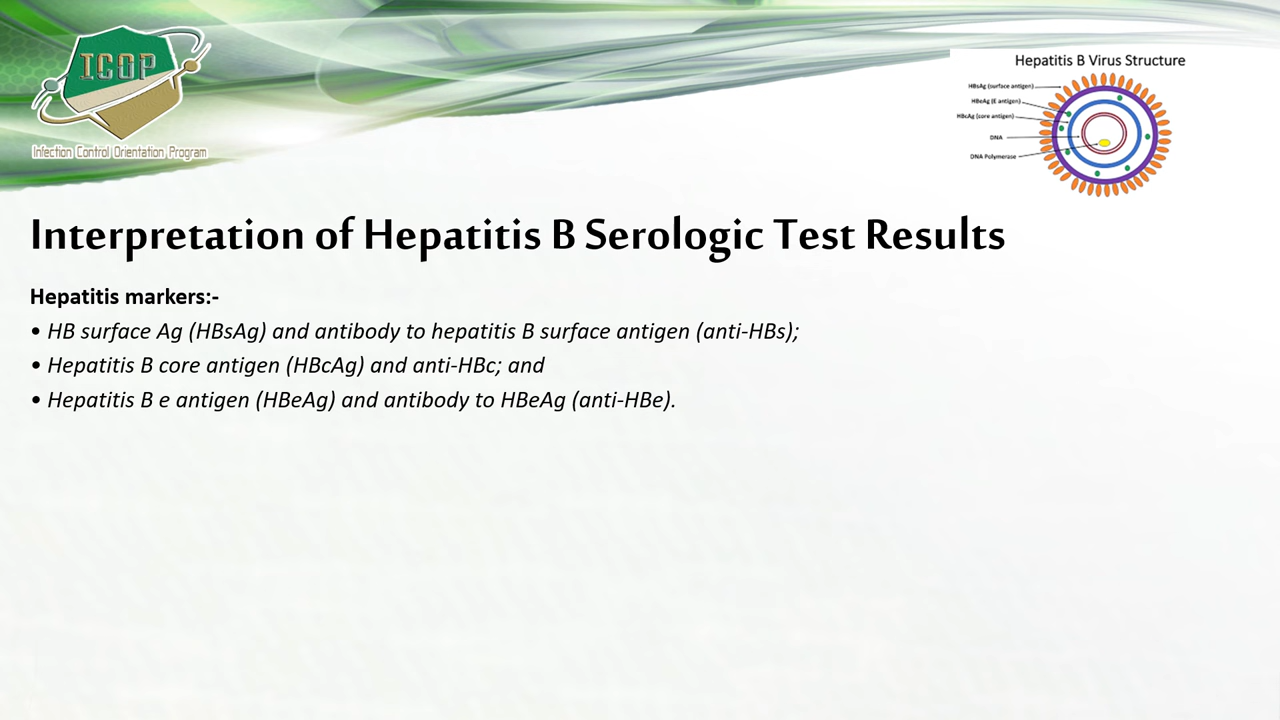 ICOP
Infection Control Orientation Program
Hepatitis B Virus Structure
HBsAg (surface antigen)
HBeAg (E antigen)
HBcAg (core antigen)
DNA
DNA Polymerase
Interpretation of Hepatitis B Serologic Test Results
Hepatitis markers:-
• HB surface Ag (HBsAg) and antibody to hepatitis B surface antigen (anti-HBs);
• Hepatitis B core antigen (HBcAg) and anti-HBc; and
• Hepatitis B e antigen (HBeAg) and antibody to HBeAg (anti-HBe).